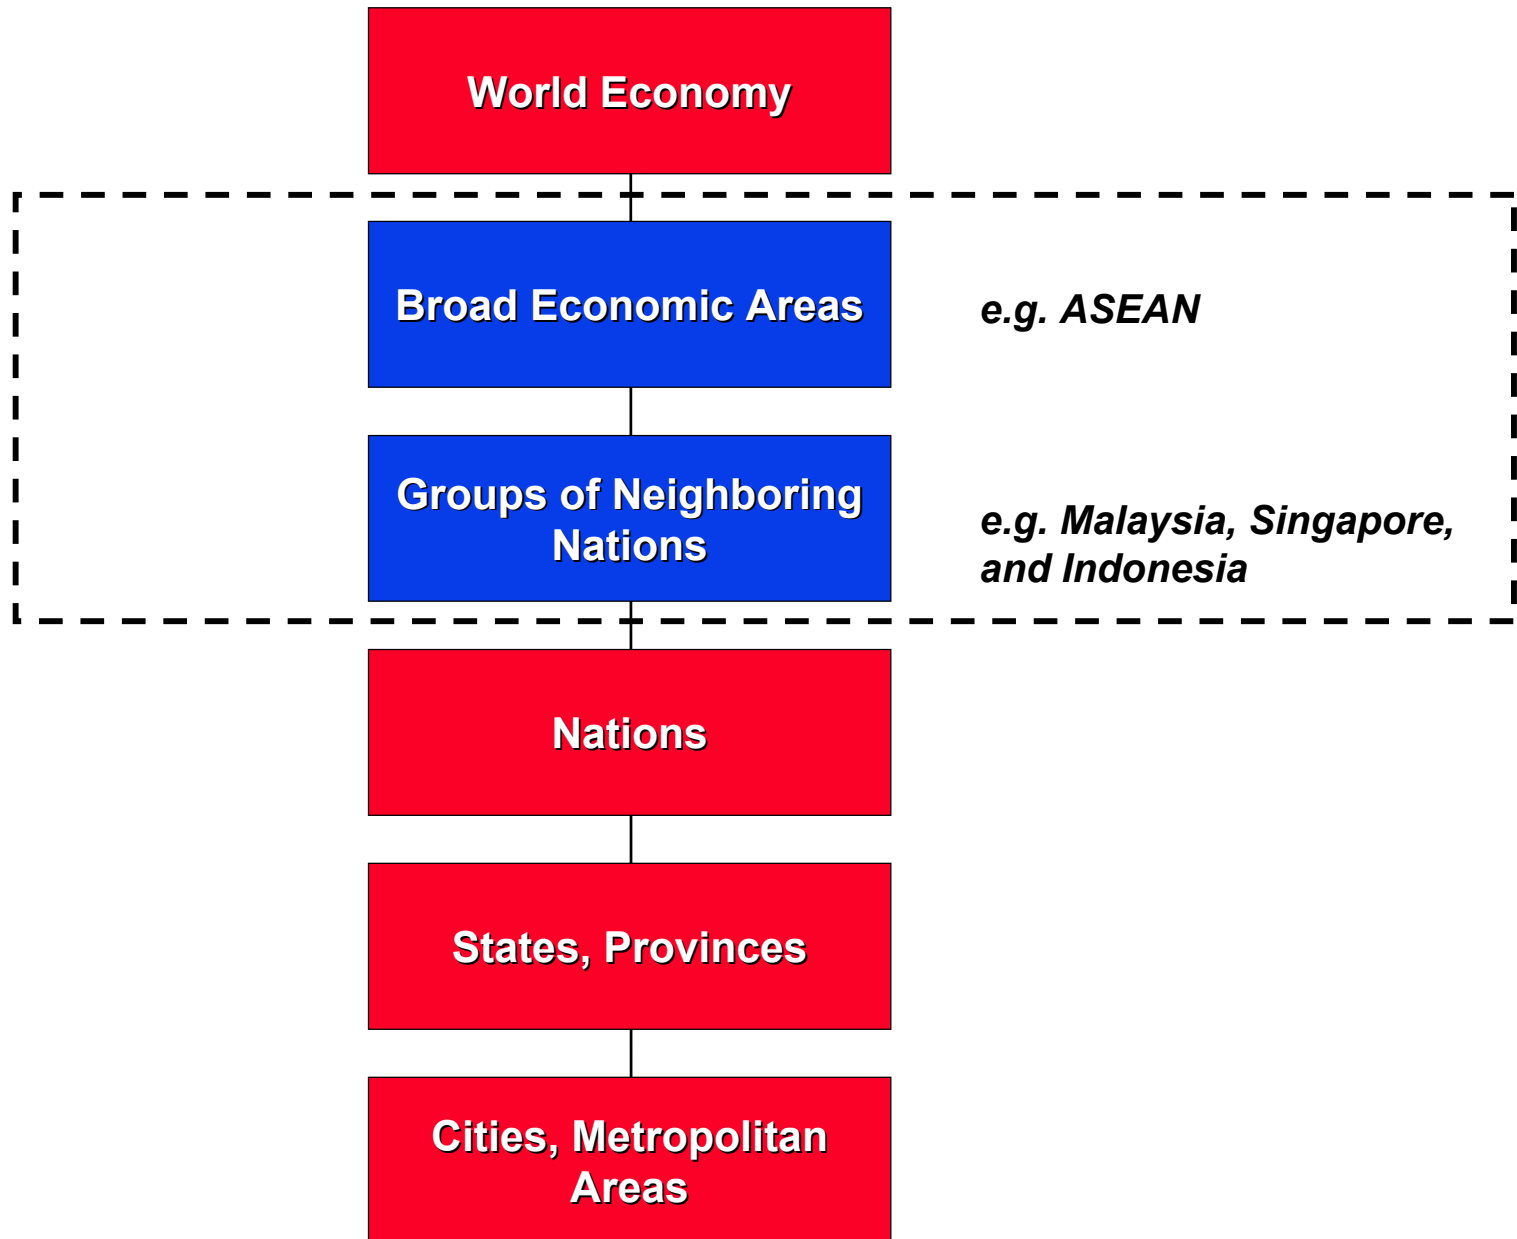 World Economy
Broad Economic Areas
e.g. ASEAN
Groups of Neighboring
Nations
e.g. Malaysia, Singapore,
and Indonesia
Nations
States, Provinces
Cities, Metropolitan
Areas